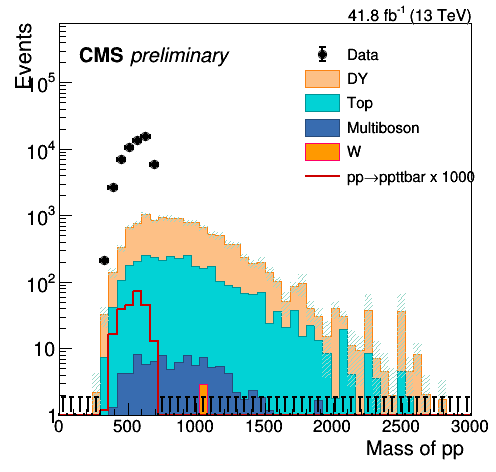 41.8 fb⁻¹ (13 TeV)
Events
CMS preliminary
Data
DY
Top
Multiboson
W
pp→ppttbar x 1000
10⁵
10⁴
10³
10²
10
1
0 500 1000 1500 2000 2500 3000
Mass of pp